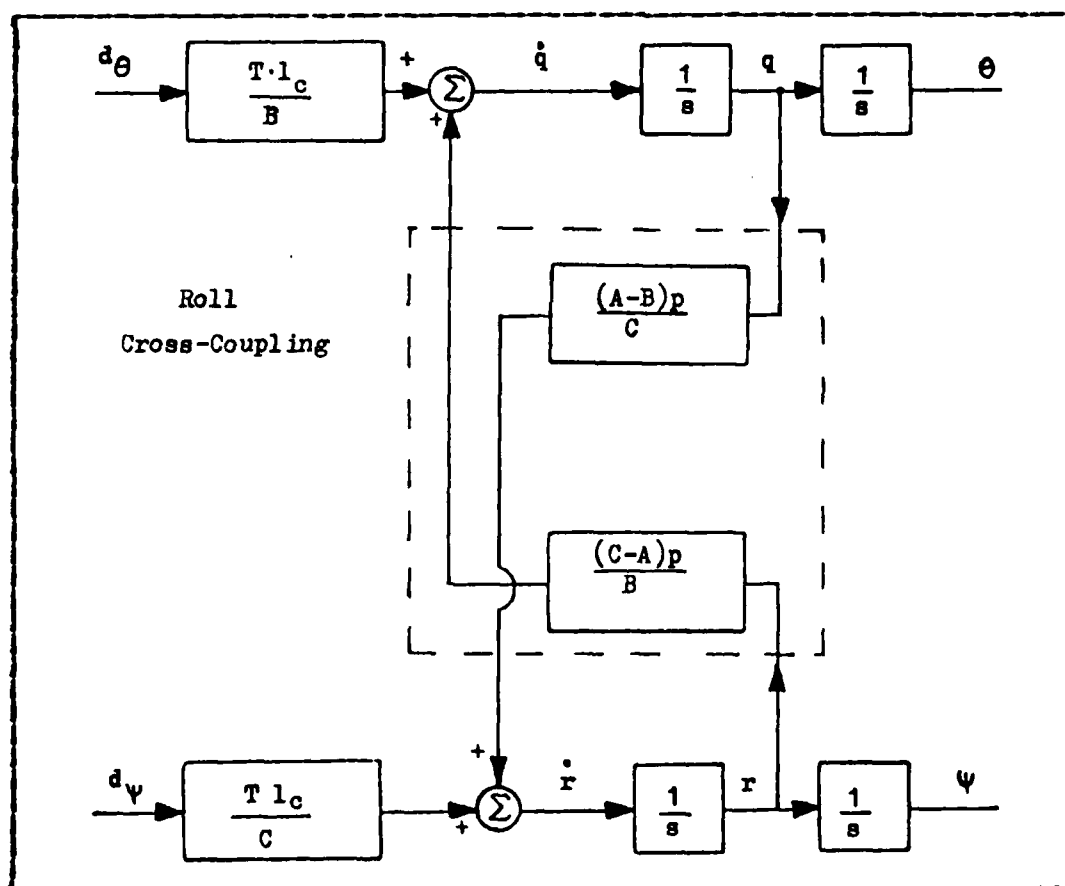 dθ
T·lc
B
+
Σ
+
q̇
1
s
q
1
s
θ
Roll
Cross-Coupling
(A-B)p
C
(C-A)p
B
dψ
T lc
C
+
Σ
+
ṙ
1
s
r
1
s
ψ